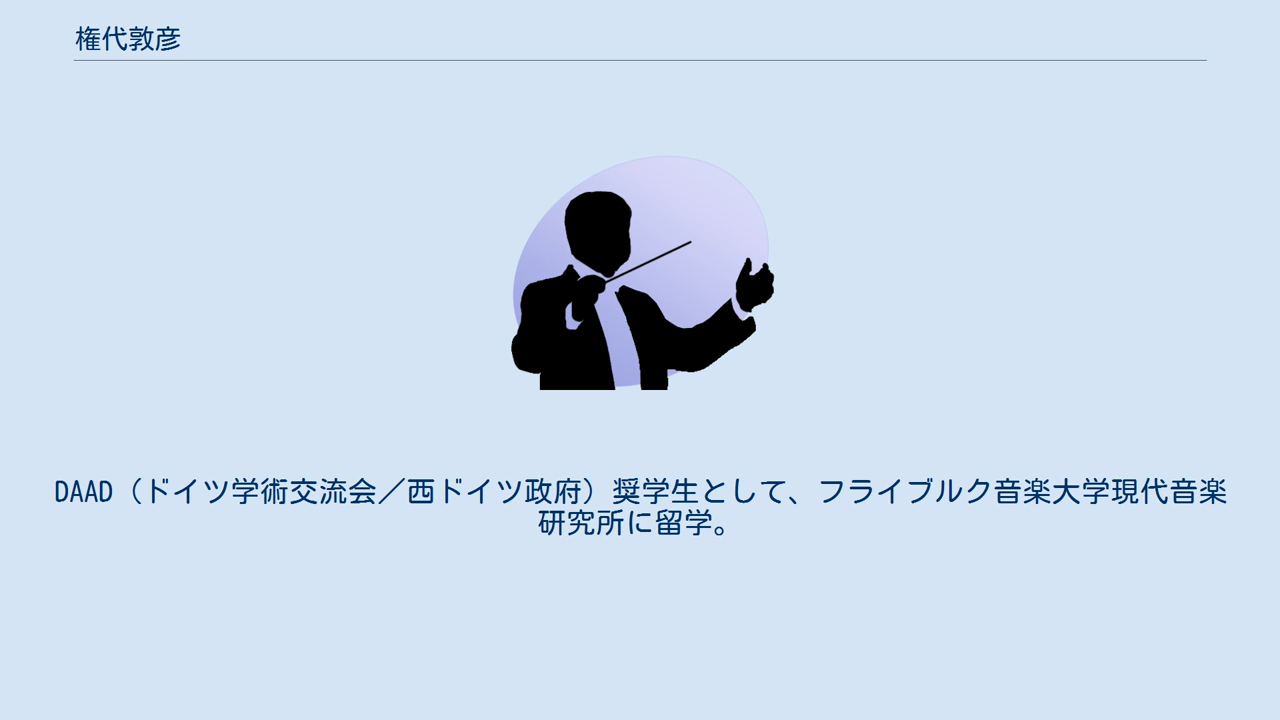 権代敦彦
DAAD（ドイツ学術交流会／西ドイツ政府）奨学生として、フライブルク音楽大学現代音楽
研究所に留学。